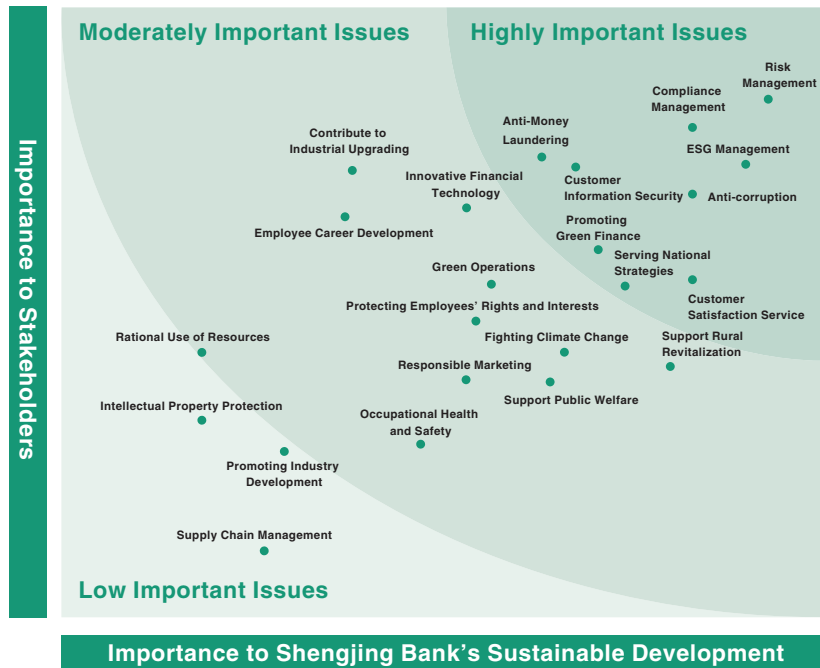 Moderately Important Issues
Highly Important Issues
Risk
Management
Compliance
Management
Anti-Money
Laundering
Contribute to
Industrial Upgrading
ESG Management
Innovative Financial
Technology
Customer
Information Security
Anti-corruption
Promoting
Green Finance
Employee Career Development
Serving National
Strategies
Green Operations
Customer
Satisfaction Service
Protecting Employees' Rights and Interests
Rational Use of Resources
Fighting Climate Change
Support Rural
Revitalization
Responsible Marketing
Support Public Welfare
Intellectual Property Protection
Occupational Health
and Safety
Promoting Industry
Development
Supply Chain Management
Low Important Issues
Importance to Stakeholders
Importance to Shengjing Bank's Sustainable Development